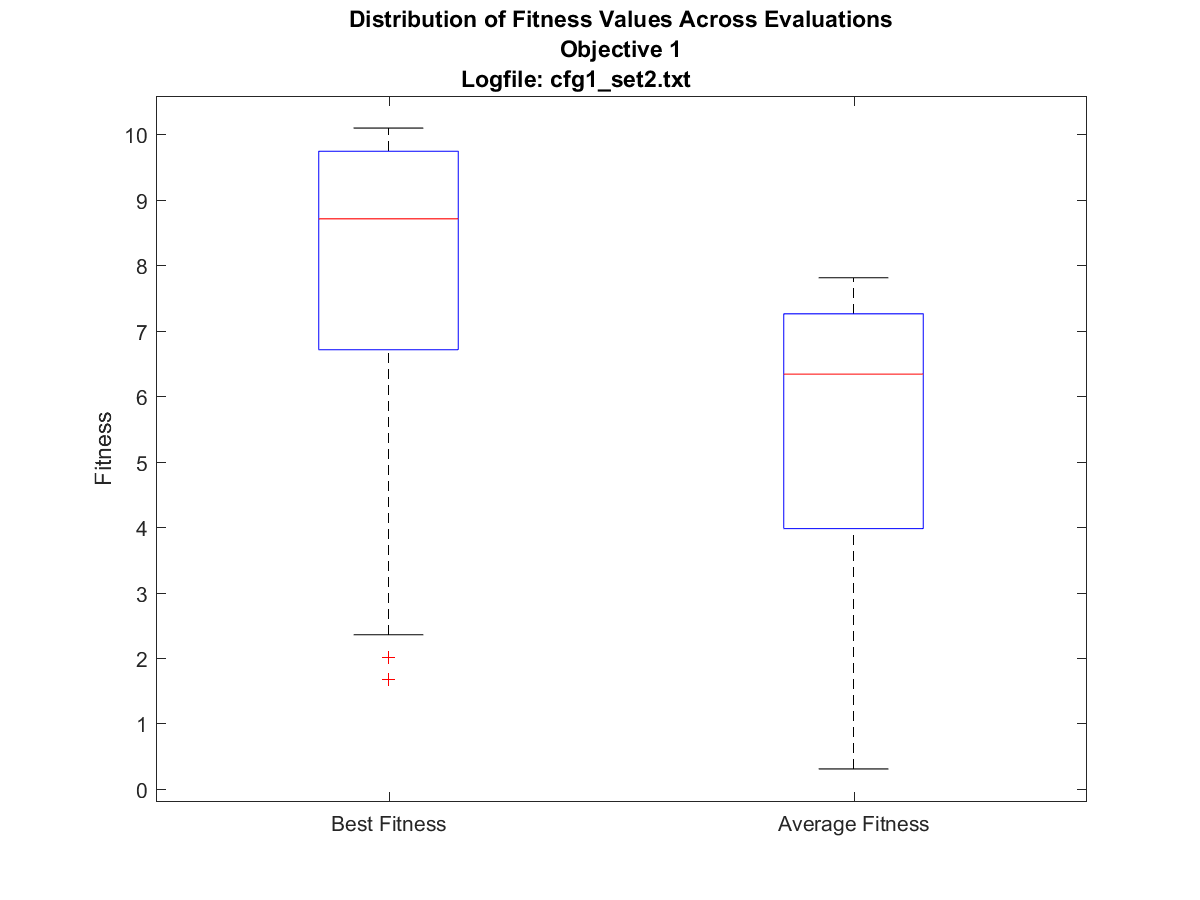 Distribution of Fitness Values Across Evaluations
Objective 1
Logfile: cfg1_set2.txt
10
9
8
7
6
5
4
3
2
1
0
Fitness
Best Fitness
Average Fitness